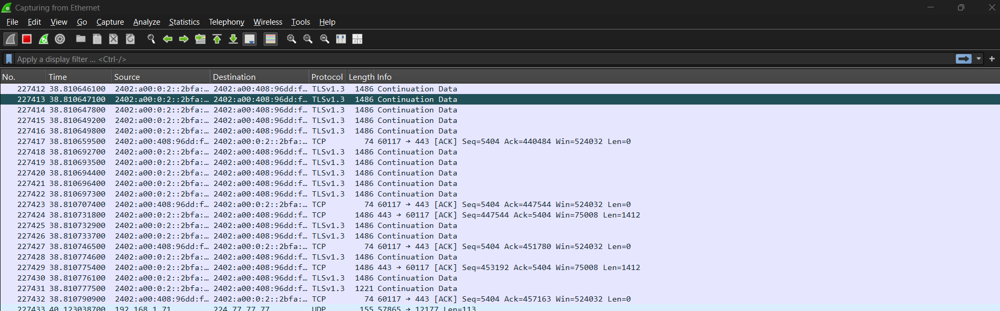 Capturing from Ethernet
File Edit View Go Capture Analyze Statistics Telephony Wireless Tools Help
Apply a display filter ... <Ctrl-/>
No. Time Source Destination Protocol Length Info
227412 38.810646100 2402:a00:0:2::2bfa:… 2402:a00:408:96dd:f… TLSv1.3 1486 Continuation Data
227413 38.810647100 2402:a00:0:2::2bfa:… 2402:a00:408:96dd:f… TLSv1.3 1486 Continuation Data
227414 38.810647800 2402:a00:0:2::2bfa:… 2402:a00:408:96dd:f… TLSv1.3 1486 Continuation Data
227415 38.810649200 2402:a00:0:2::2bfa:… 2402:a00:408:96dd:f… TLSv1.3 1486 Continuation Data
227416 38.810649800 2402:a00:0:2::2bfa:… 2402:a00:408:96dd:f… TLSv1.3 1486 Continuation Data
227417 38.810659500 2402:a00:408:96dd:f… 2402:a00:0:2::2bfa:… TCP 74 60117 → 443 [ACK] Seq=5404 Ack=440484 Win=524032 Len=0
227418 38.810692700 2402:a00:0:2::2bfa:… 2402:a00:408:96dd:f… TLSv1.3 1486 Continuation Data
227419 38.810693500 2402:a00:0:2::2bfa:… 2402:a00:408:96dd:f… TLSv1.3 1486 Continuation Data
227420 38.810694400 2402:a00:0:2::2bfa:… 2402:a00:408:96dd:f… TLSv1.3 1486 Continuation Data
227421 38.810696400 2402:a00:0:2::2bfa:… 2402:a00:408:96dd:f… TLSv1.3 1486 Continuation Data
227422 38.810697300 2402:a00:0:2::2bfa:… 2402:a00:408:96dd:f… TLSv1.3 1486 Continuation Data
227423 38.810707400 2402:a00:408:96dd:f… 2402:a00:0:2::2bfa:… TCP 74 60117 → 443 [ACK] Seq=5404 Ack=447544 Win=524032 Len=0
227424 38.810731800 2402:a00:0:2::2bfa:… 2402:a00:408:96dd:f… TCP 1486 443 → 60117 [ACK] Seq=447544 Ack=5404 Win=75008 Len=1412
227425 38.810732900 2402:a00:0:2::2bfa:… 2402:a00:408:96dd:f… TLSv1.3 1486 Continuation Data
227426 38.810733700 2402:a00:0:2::2bfa:… 2402:a00:408:96dd:f… TLSv1.3 1486 Continuation Data
227427 38.810746500 2402:a00:408:96dd:f… 2402:a00:0:2::2bfa:… TCP 74 60117 → 443 [ACK] Seq=5404 Ack=451780 Win=524032 Len=0
227428 38.810774600 2402:a00:0:2::2bfa:… 2402:a00:408:96dd:f… TLSv1.3 1486 Continuation Data
227429 38.810775400 2402:a00:0:2::2bfa:… 2402:a00:408:96dd:f… TCP 1486 443 → 60117 [ACK] Seq=453192 Ack=5404 Win=75008 Len=1412
227430 38.810776100 2402:a00:0:2::2bfa:… 2402:a00:408:96dd:f… TLSv1.3 1486 Continuation Data
227431 38.810777500 2402:a00:0:2::2bfa:… 2402:a00:408:96dd:f… TLSv1.3 1221 Continuation Data
227432 38.810790900 2402:a00:408:96dd:f… 2402:a00:0:2::2bfa:… TCP 74 60117 → 443 [ACK] Seq=5404 Ack=457163 Win=524032 Len=0
227433 40.123038700 192.168.1.71 224.77.77.77 UDP 155 57865 → 12177 Len=113